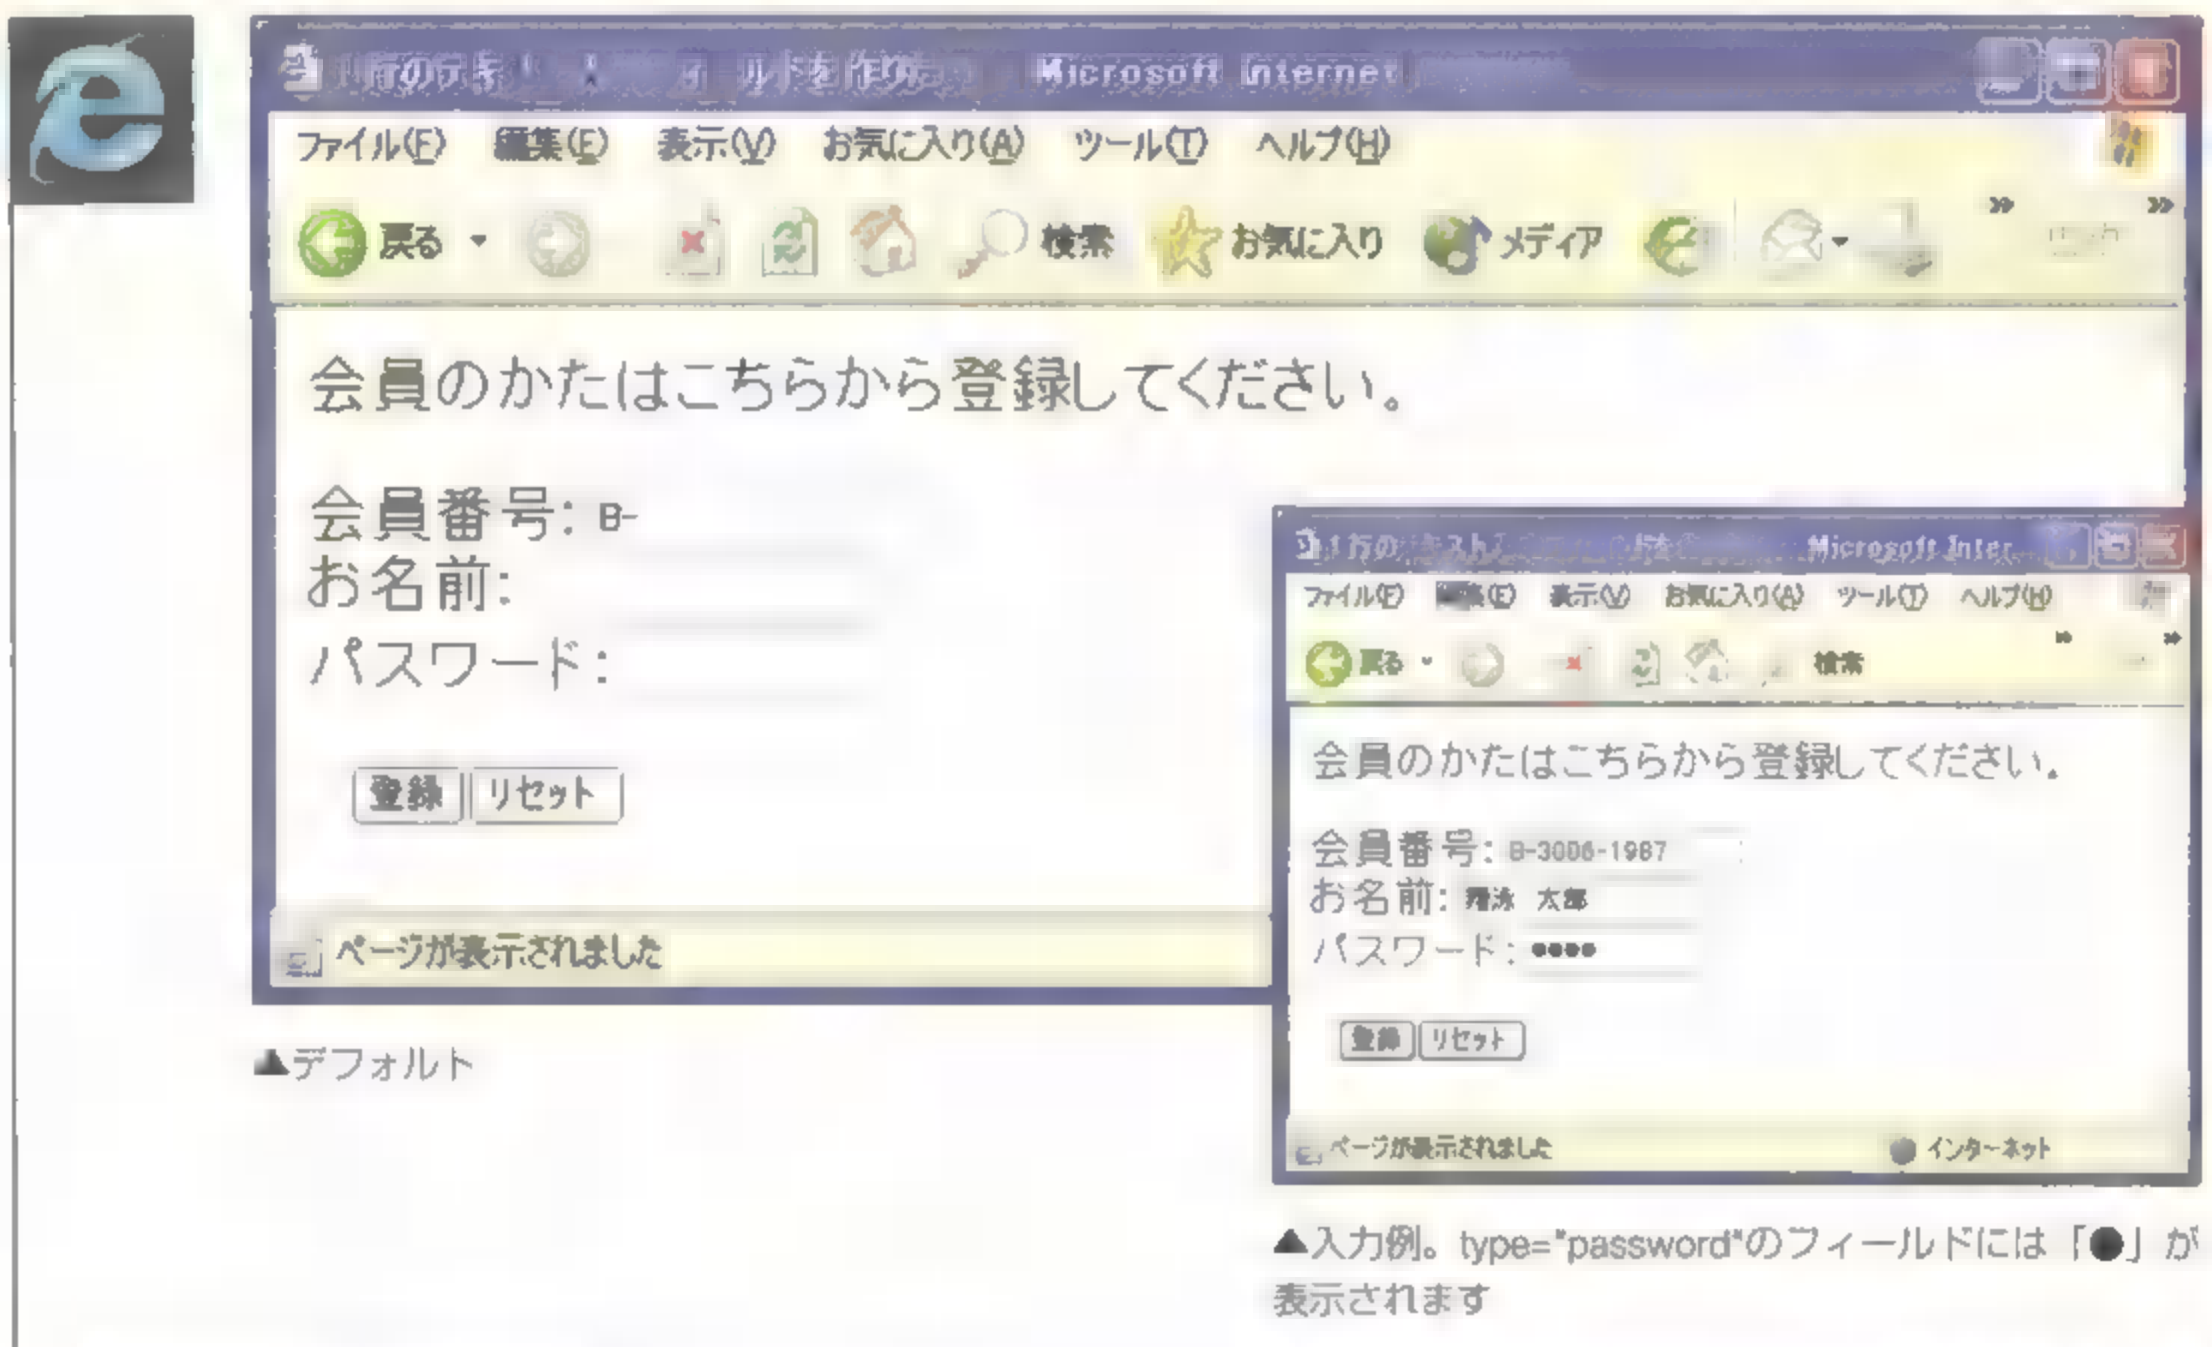 Microsoft Internet
ファイル(F) 編集(E) 表示(V) お気に入り(A) ツール(T) ヘルプ(H)
戻る 検索 お気に入り メディア
会員のかたはこちらから登録してください。
会員番号: B-
お名前:
パスワード:
登録 リセット
ページが表示されました
▲デフォルト
Microsoft Inter...
ファイル(F) 編集(E) 表示(V) お気に入り(A) ツール(T) ヘルプ(H)
戻る 検索
会員のかたはこちらから登録してください。
会員番号: B-3006-1987
お名前: 太郎
パスワード: ●●●●
登録 リセット
ページが表示されました インターネット
▲入力例。type="password"のフィールドには「●」が
表示されます